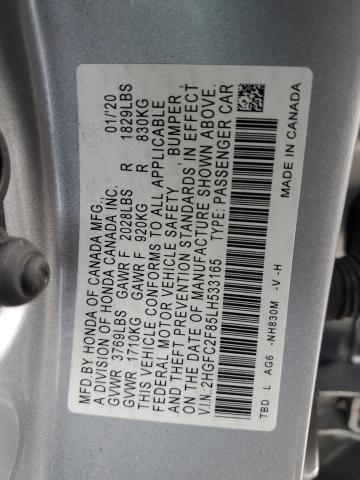 MFD. BY HONDA OF CANADA MFG., 01/'20
A DIVISION OF HONDA CANADA INC.
GVWR 3769LBS GAWR F 2028LBS R 1829LBS
GVWR 1710KG GAWR F 920KG R 830KG
THIS VEHICLE CONFORMS TO ALL APPLICABLE
FEDERAL MOTOR VEHICLE SAFETY , BUMPER,
AND THEFT PREVENTION STANDARDS IN EFFECT
ON THE DATE OF MANUFACTURE SHOWN ABOVE.
V.I.N.:2HGFC2F85LH533165 TYPE: PASSENGER CAR
TBD L AG6 -NH830M -V -H MADE IN CANADA